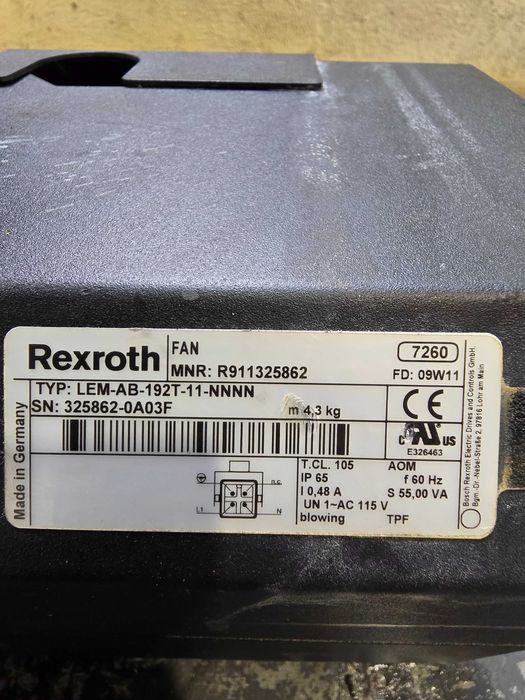 Rexroth
FAN
MNR: R911325862
7260
FD: 09W11
TYP: LEM-AB-192T-11-NNNN
SN: 325862-0A03F
m 4,3 kg
CE
c RU US
E326463
T.CL. 105
AOM
IP 65
f 60 Hz
I 0,48 A
S 55,00 VA
UN 1~AC 115 V
blowing
TPF
n.c.
L1
N
Made in Germany
Bosch Rexroth Electric Drives and Controls GmbH,
Bgm.-Dr.-Nebel-Straße 2, 97816 Lohr am Main